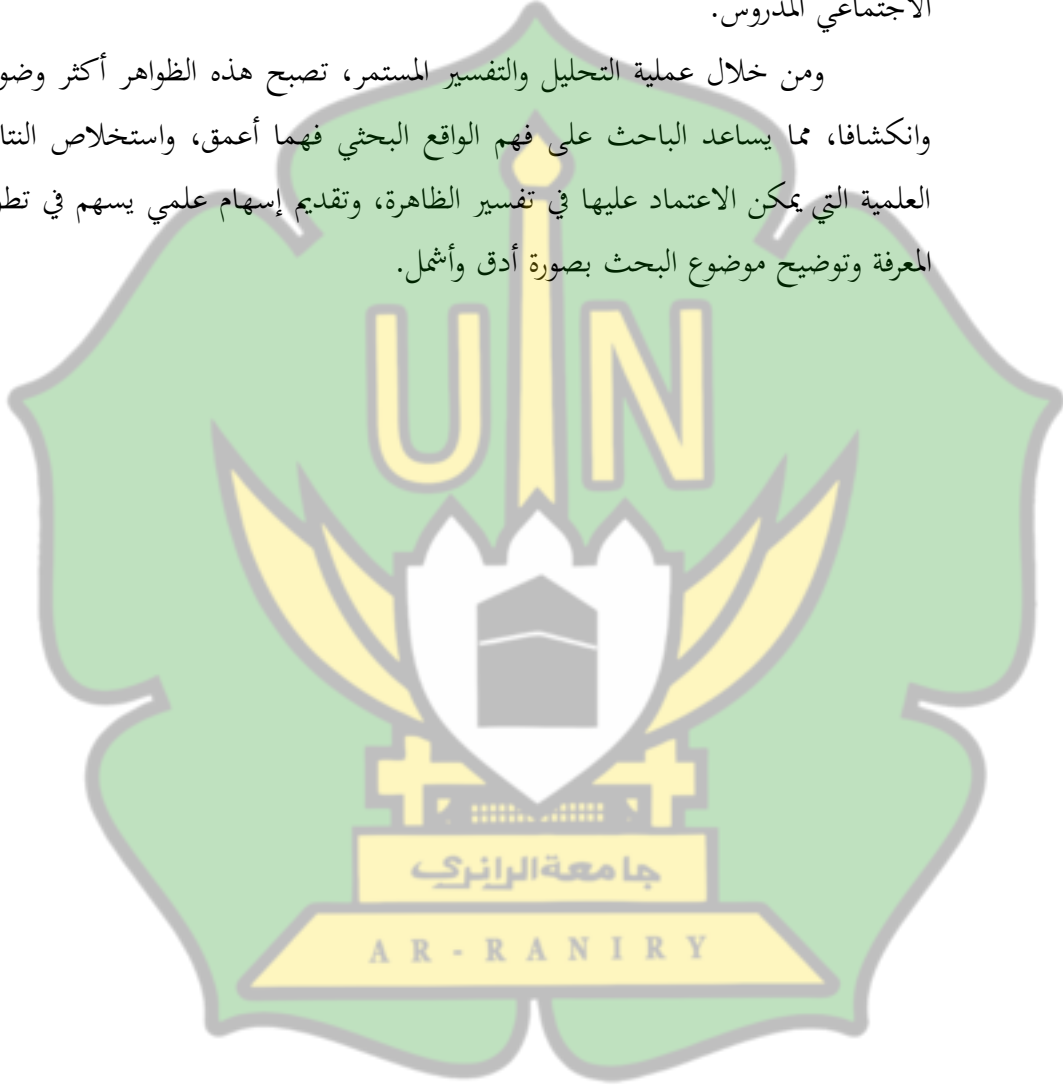 الاجتماعي المدروس.
ومن خلال عملية التحليل والتفسير المستمر، تصبح هذه الظواهر أكثر
وانكشافا، مما يساعد الباحث على فهم الواقع البحثي فهما أعمق، واستخلاص
العلمية التي يمكن الاعتماد عليها في تفسير الظاهرة، وتقديم إسهام علمي يسهم في
المعرفة وتوضيح موضوع البحث بصورة أدق وأشمل.
UIN
جامعة الرانري
AR-RANIRY